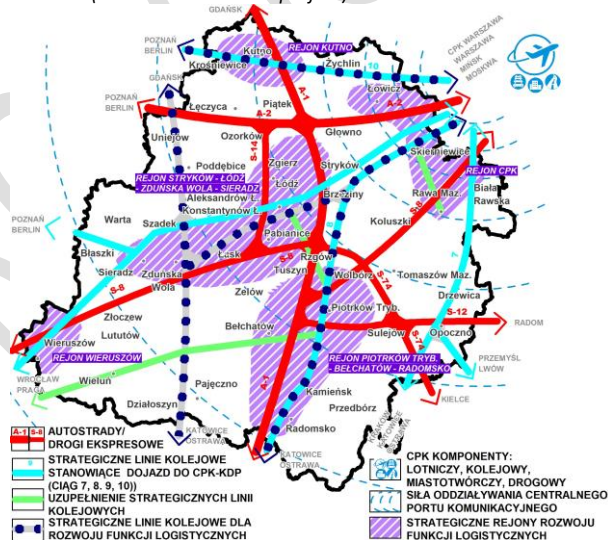 GDAŃSK
POZNAŃ
BERLIN
REJON KUTNO
Kutno
Krośniewice
Żychlin
10
CPK WARSZAWA
WARSZAWA
MIŃSK
MOSKWA
GDAŃSK
A-1
Łowicz
POZNAŃ
BERLIN
Łęczyca
Piątek
A-2
A-2
Uniejów
Ozorków
Głowno
S-14
Poddębice
Zgierz
Stryków
Skierniewice
REJON STRYKÓW - ŁÓDŹ
- ZDUŃSKA WOLA - SIERADZ
Łódź
REJON CPK
Aleksandrów Ł.
Konstantynów Ł.
Brzeziny
Rawa Maz.
Biała
Rawska
S-8
POZNAŃ
BERLIN
Warta
Szadek
Koluszki
Pabianice
8
Błaszki
Sieradz
Zduńska
Wola
Łask
S-8
Rzgów
Tuszyn
Wolbórz
S-74
Tomaszów Maz.
7
S-8
Zelów
Drzewica
Złoczew
Piotrków Tryb.
S-12
Lututów
Bełchatów
Sulejów
Opoczno
RADOM
Wieruszów
REJON WIERUSZÓW
S-74
REJON PIOTRKÓW TRYB.
- BEŁCHATÓW - RADOMSKO
PRZEMYŚL
LWÓW
WROCŁAW
PRAGA
Wieluń
Pajęczno
A-1
Kamieńsk
KIELCE
Działoszyn
Przedbórz
Radomsko
KRAKÓW
KATOWICE
OSTRAWA
KATOWICE
OSTRAWA
A-1 S-8 AUTOSTRADY/
DROGI EKSPRESOWE
STRATEGICZNE LINIE KOLEJOWE
STANOWIĄCE DOJAZD DO CPK-KDP
(CIĄG 7, 8. 9, 10))
UZUPEŁNIENIE STRATEGICZNYCH LINII
KOLEJOWYCH
STRATEGICZNE LINIE KOLEJOWE DLA
ROZWOJU FUNKCJI LOGISTYCZNYCH
CPK KOMPONENTY:
LOTNICZY, KOLEJOWY,
MIASTOTWÓRCZY, DROGOWY
SIŁA ODDZIAŁYWANIA CENTRALNEGO
PORTU KOMUNIKACYJNEGO
STRATEGICZNE REJONY ROZWOJU
FUNKCJI LOGISTYCZNYCH